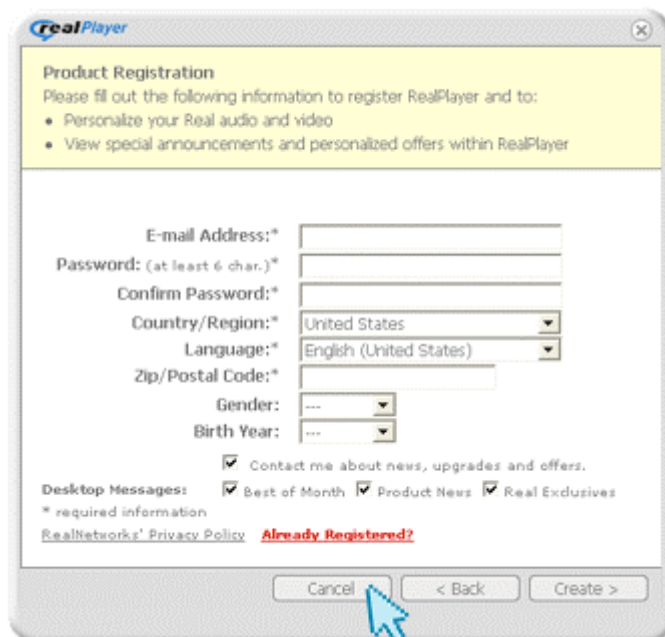 realPlayer
Product Registration
Please fill out the following information to register RealPlayer and to:
• Personalize your Real audio and video
• View special announcements and personalized offers within RealPlayer
E-mail Address:*
Password: (at least 6 char.)*
Confirm Password:*
Country/Region:* United States
Language:* English (United States)
Zip/Postal Code:*
Gender: ---
Birth Year: ---
Contact me about news, upgrades and offers.
Desktop Messages: Best of Month Product News Real Exclusives
* required information
RealNetworks' Privacy Policy Already Registered?
Cancel < Back Create >